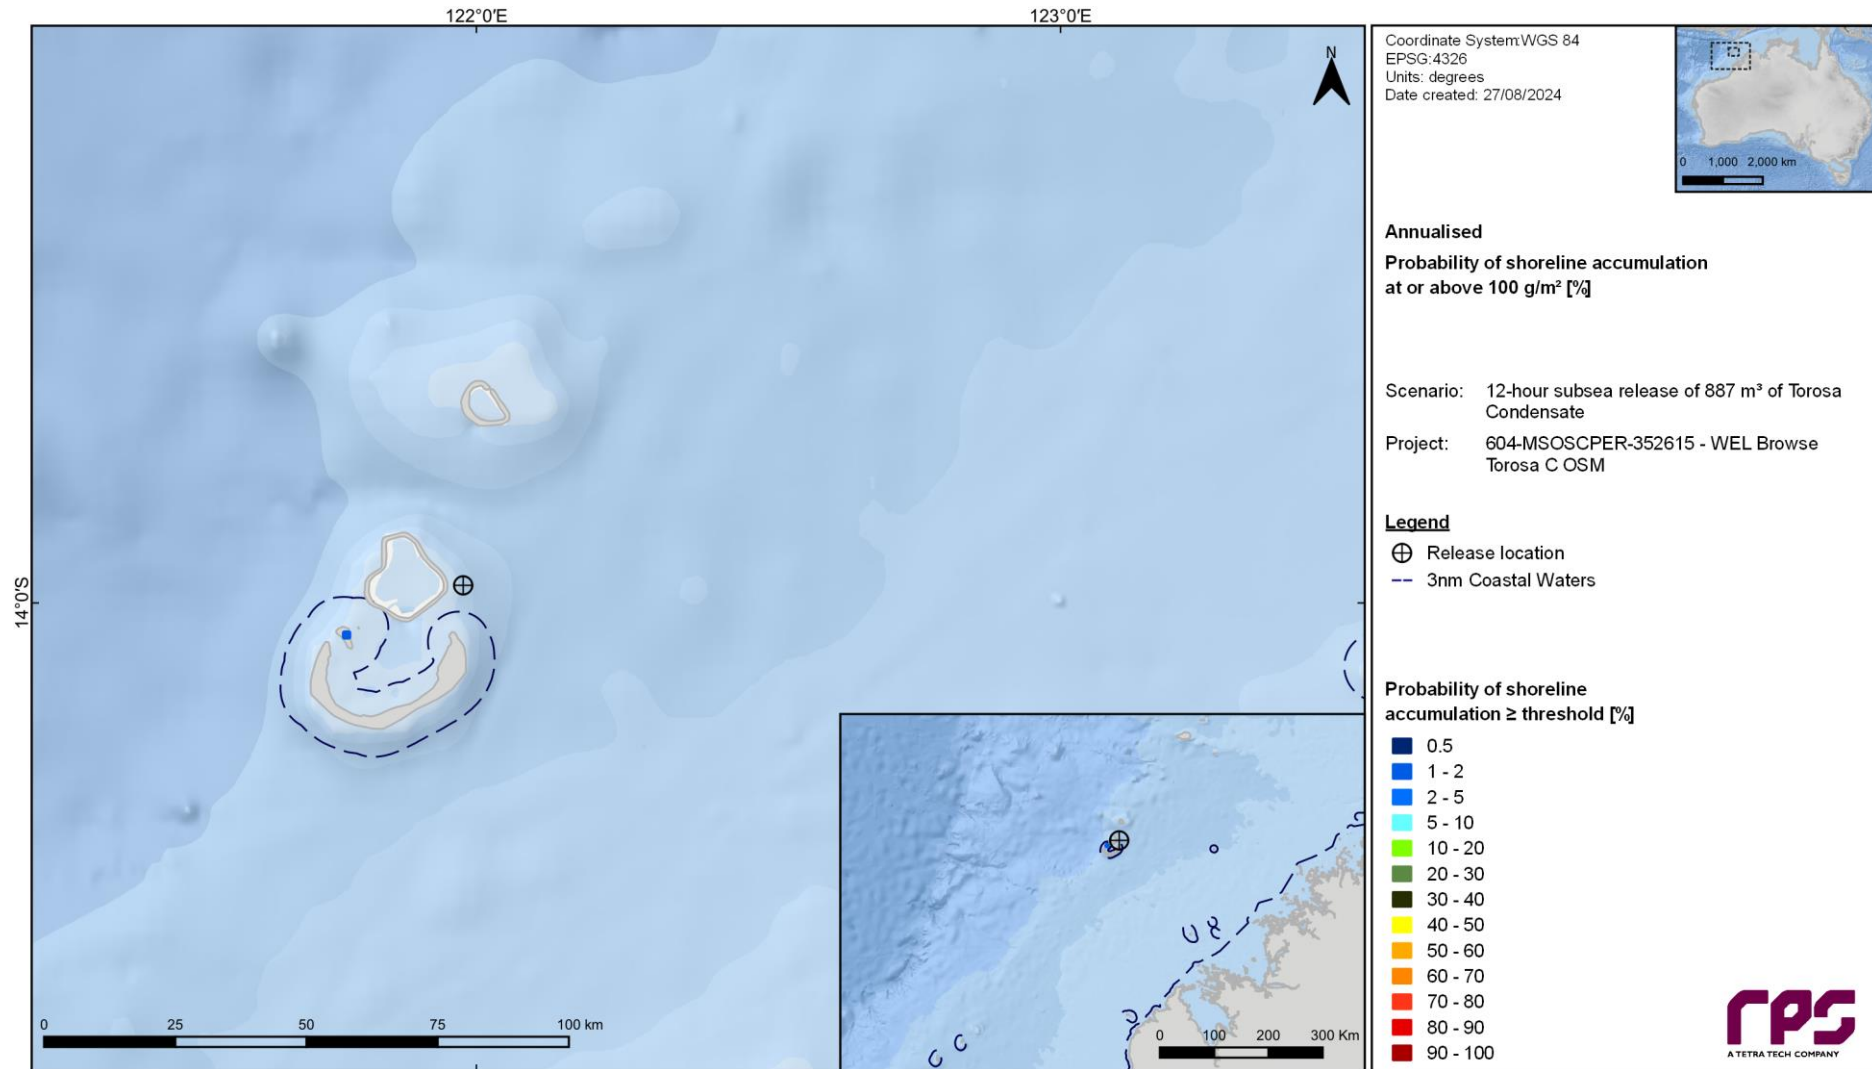 122°0'E
123°0'E
14°0'S
N
0 25 50 75 100 km
0 100 200 300 Km
Coordinate System:WGS 84
EPSG:4326
Units: degrees
Date created: 27/08/2024
0 1,000 2,000 km
Annualised
Probability of shoreline accumulation
at or above 100 g/m² [%]
Scenario: 12-hour subsea release of 887 m³ of Torosa
Condensate
Project: 604-MSOSCPER-352615 - WEL Browse
Torosa C OSM
Legend
Release location
3nm Coastal Waters
Probability of shoreline
accumulation ≥ threshold [%]
0.5
1 - 2
2 - 5
5 - 10
10 - 20
20 - 30
30 - 40
40 - 50
50 - 60
60 - 70
70 - 80
80 - 90
90 - 100
rps
A TETRA TECH COMPANY